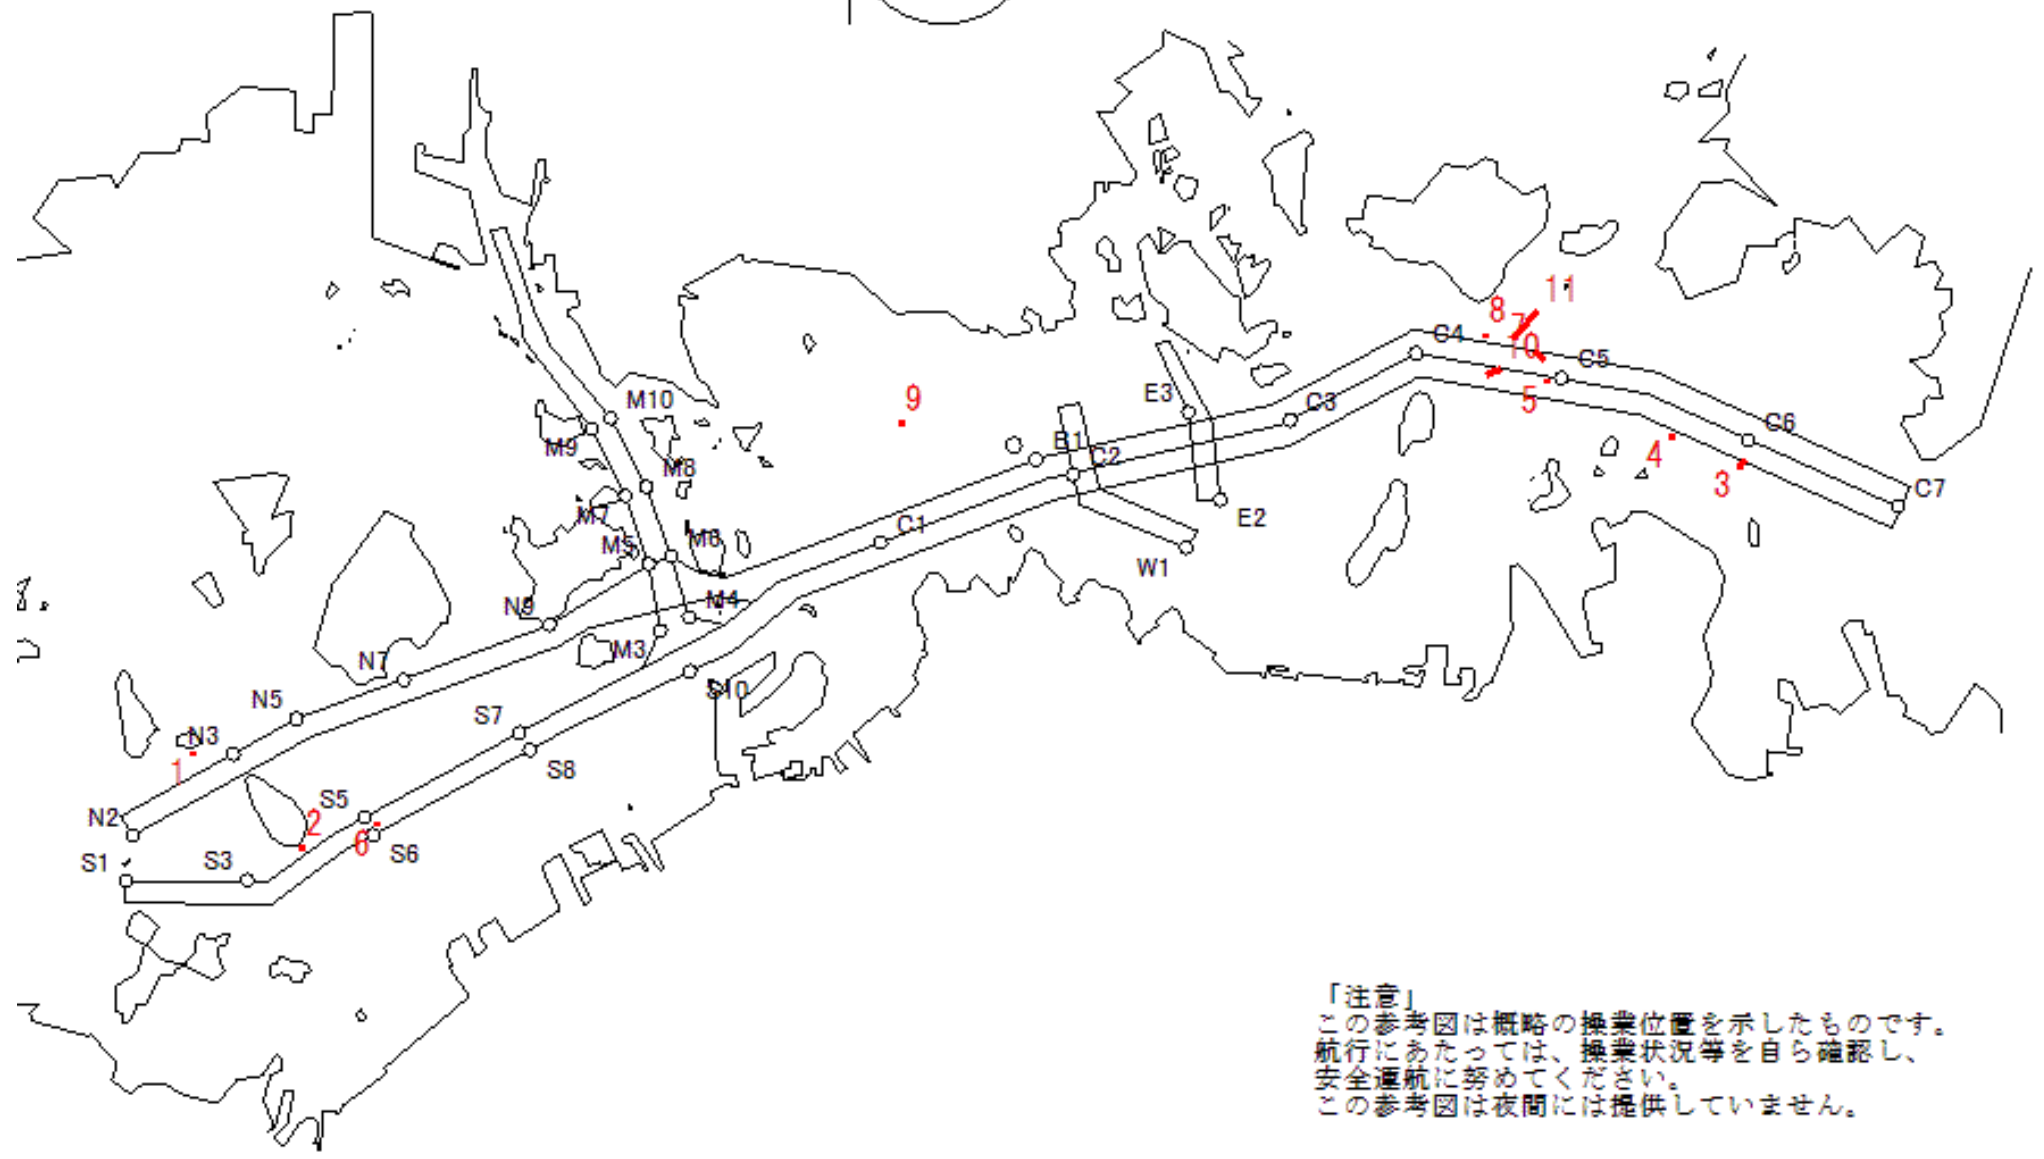 11
8
7
C4
10
C5
E3
M10
9
5
C3
C6
B1
M9
C2
4
M8
3
C7
M7
E2
C1
M5
M6
W1
N9
M4
M3
N7
S10
N5
S7
N3
1
S8
S5
N2
2
6
S6
S1
S3
「注意」
この参考図は概略の操業位置を示したものです。
航行にあたっては、操業状況等を自ら確認し、
安全運航に努めてください。
この参考図は夜間には提供していません。